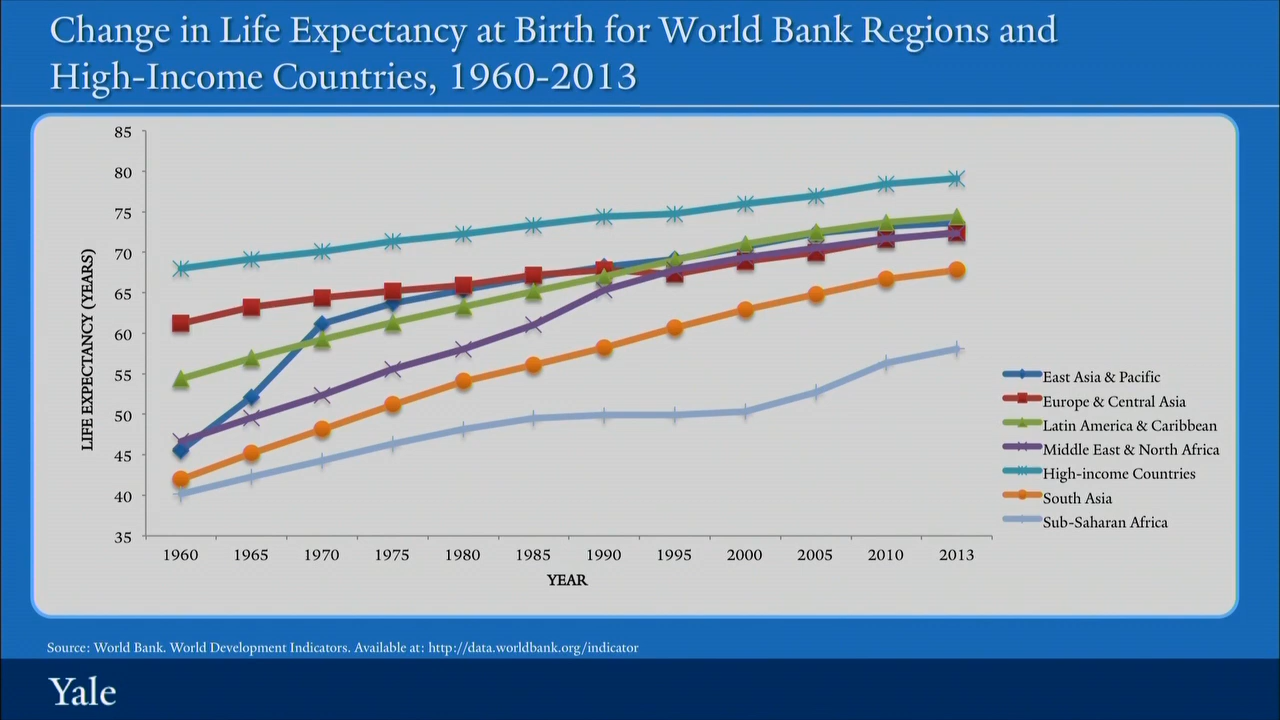 Change in Life Expectancy at Birth for World Bank Regions and
High-Income Countries, 1960-2013
85
80
75
70
65
60
55
50
45
40
35
LIFE EXPECTANCY (YEARS)
1960 1965 1970 1975 1980 1985 1990 1995 2000 2005 2010 2013
YEAR
East Asia & Pacific
Europe & Central Asia
Latin America & Caribbean
Middle East & North Africa
High-income Countries
South Asia
Sub-Saharan Africa
Source: World Bank. World Development Indicators. Available at: http://data.worldbank.org/indicator
Yale